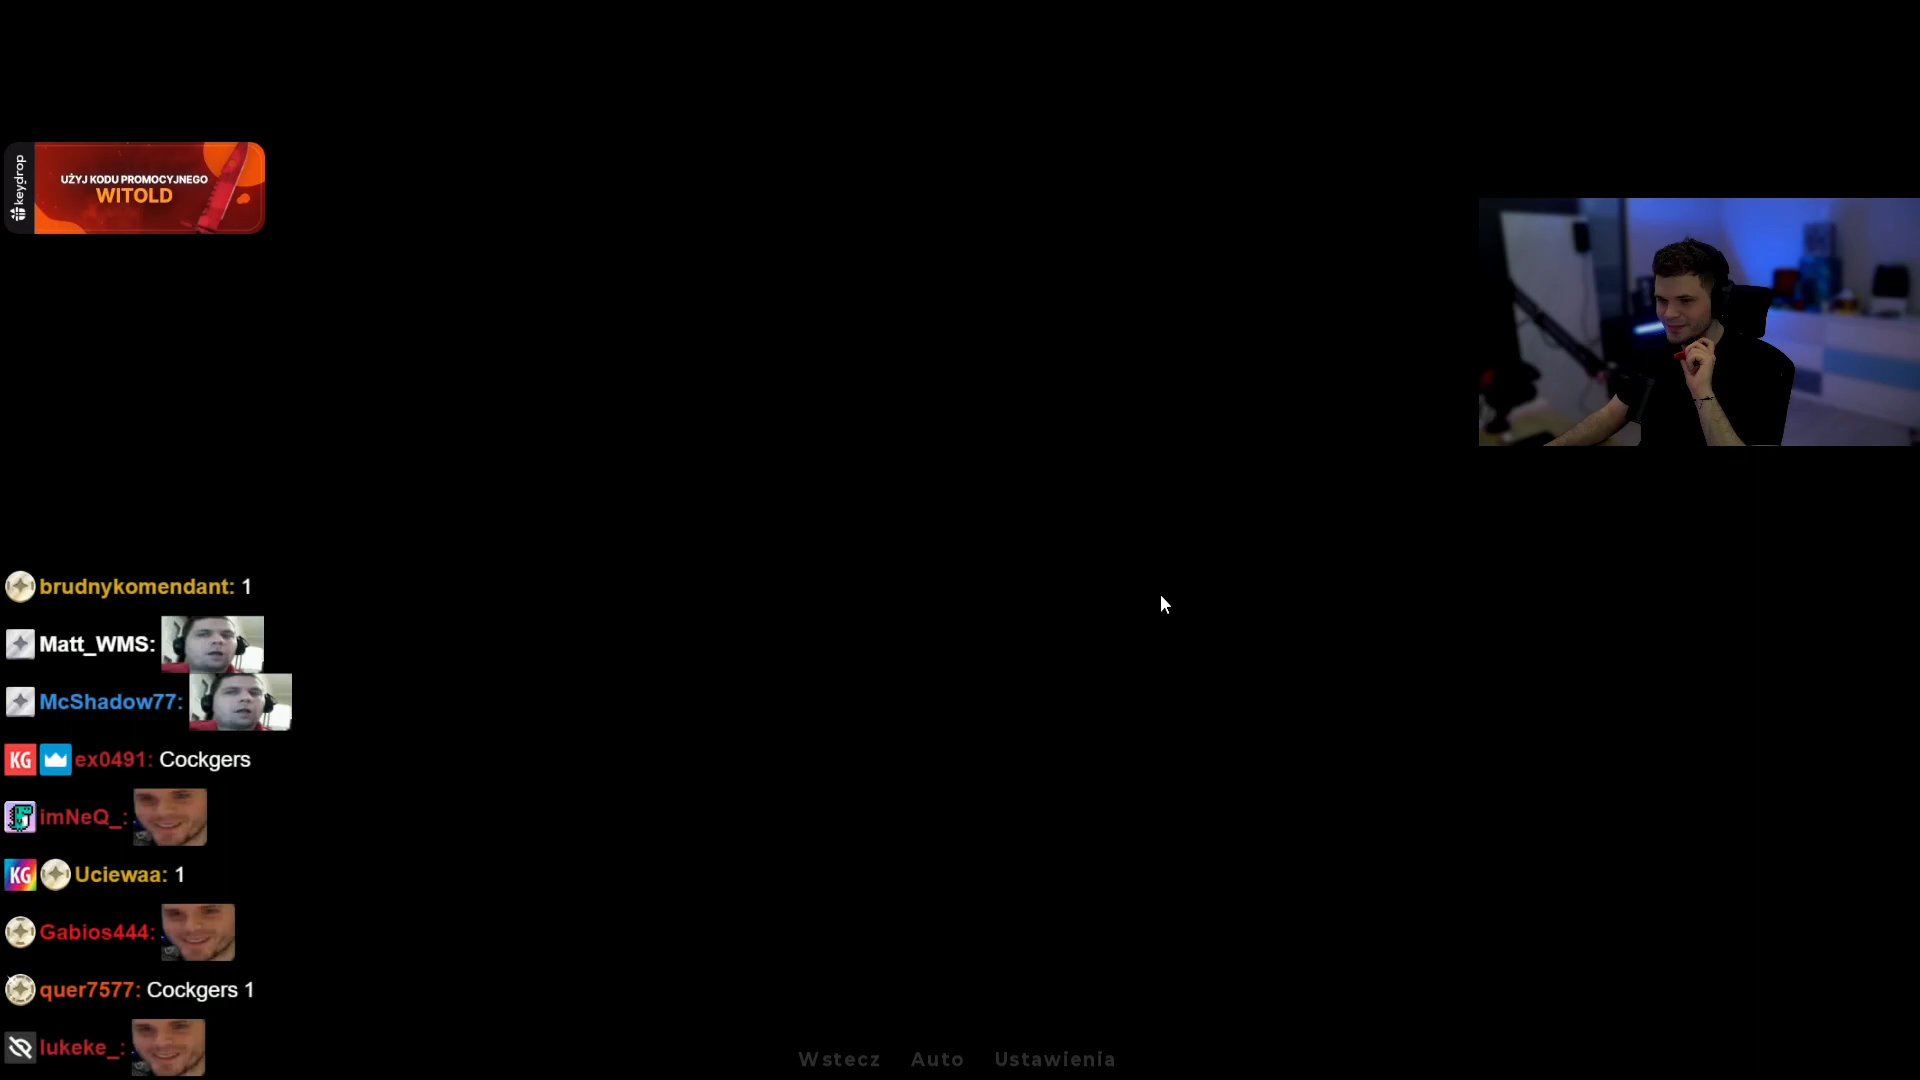 keydrop
UŻYJ KODU PROMOCYJNEGO
WITOLD
brudnykomendant: 1
Matt_WMS:
McShadow77:
KG ex0491: Cockgers
imNeQ_:
KG Uciewaa: 1
Gabios444:
quer7577: Cockgers 1
lukeke_:
Wstecz Auto Ustawienia